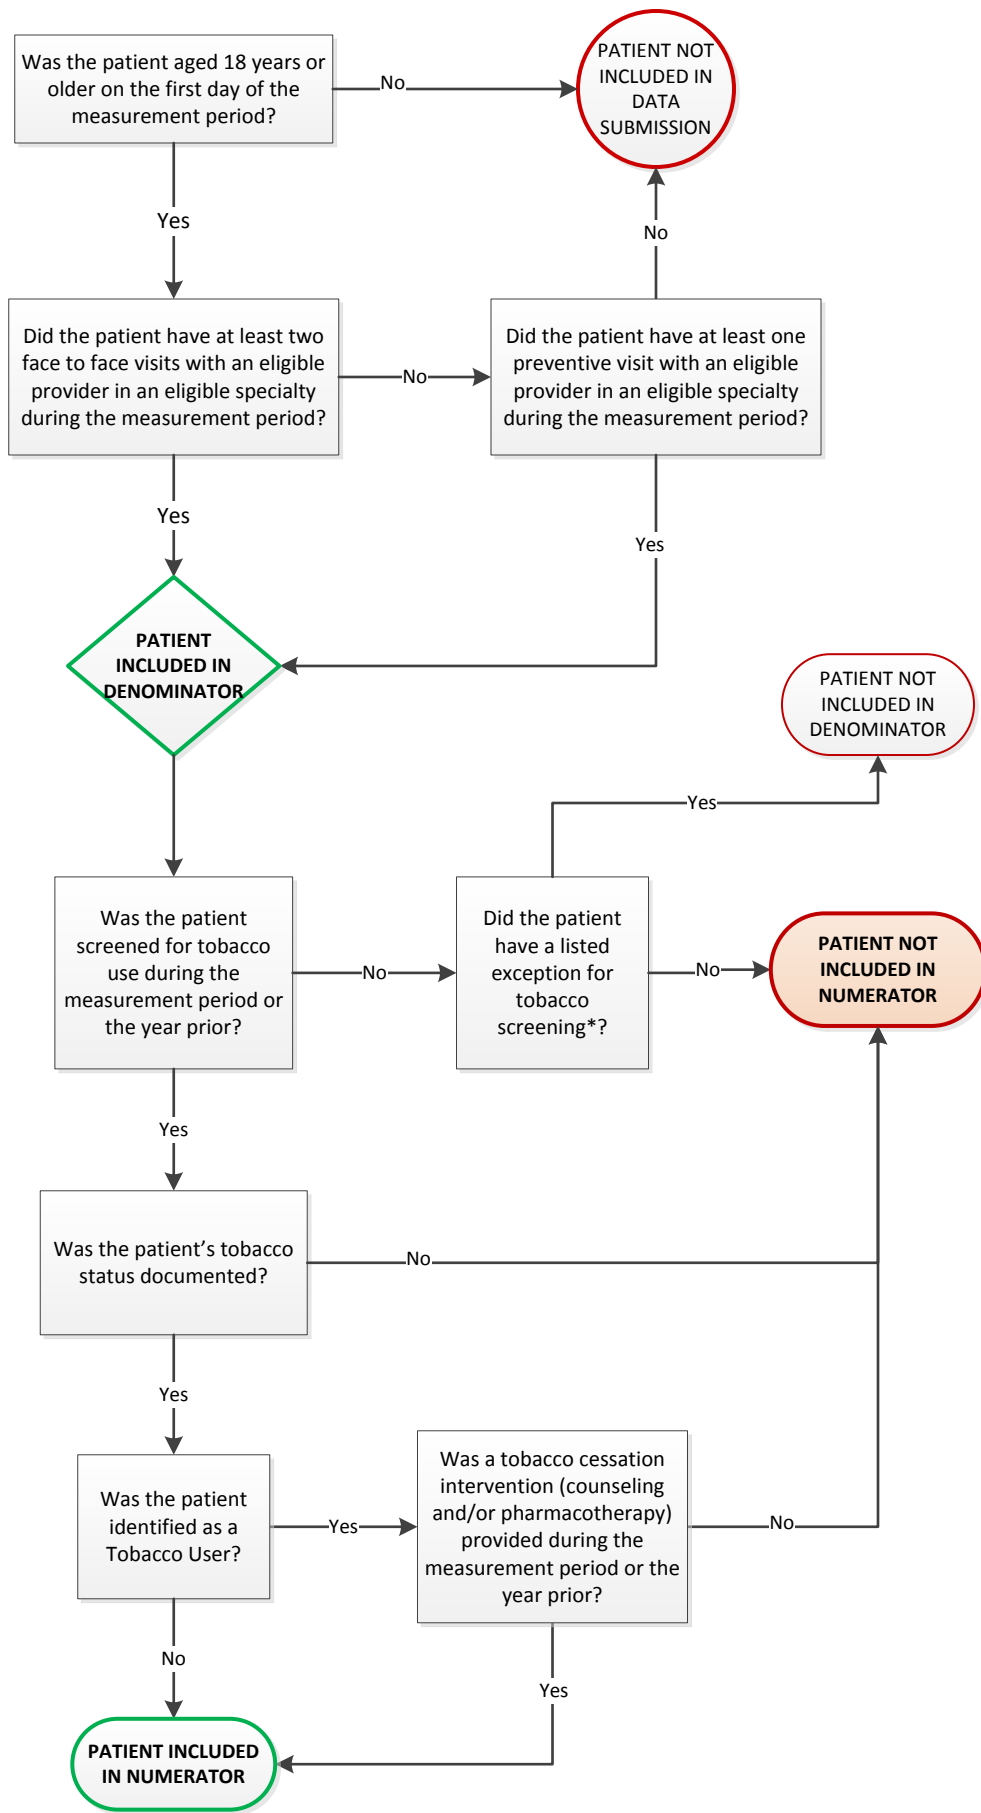 Was the patient aged 18 years or
older on the first day of the
measurement period?
No
PATIENT NOT
INCLUDED IN
DATA
SUBMISSION
Yes
No
Did the patient have at least two
face to face visits with an eligible
provider in an eligible specialty
during the measurement period?
No
Did the patient have at least one
preventive visit with an eligible
provider in an eligible specialty
during the measurement period?
Yes
Yes
PATIENT
INCLUDED IN
DENOMINATOR
PATIENT NOT
INCLUDED IN
DENOMINATOR
Yes
Was the patient
screened for tobacco
use during the
measurement period or
the year prior?
No
Did the patient
have a listed
exception for
tobacco
screening*?
No
PATIENT NOT
INCLUDED IN
NUMERATOR
Yes
Was the patient’s tobacco
status documented?
No
Yes
Was the patient
identified as a
Tobacco User?
Yes
Was a tobacco cessation
intervention (counseling
and/or pharmacotherapy)
provided during the
measurement period or the
year prior?
No
No
Yes
PATIENT INCLUDED
IN NUMERATOR